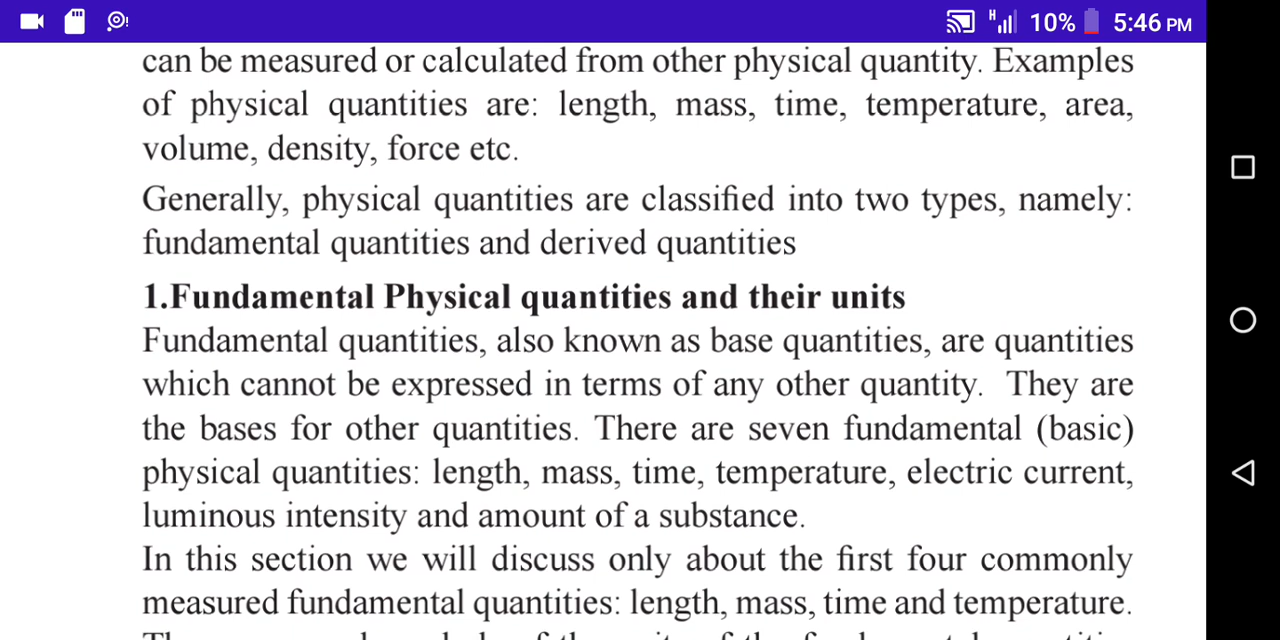 H 10% 5:46 PM
can be measured or calculated from other physical quantity. Examples
of physical quantities are: length, mass, time, temperature, area,
volume, density, force etc.
Generally, physical quantities are classified into two types, namely:
fundamental quantities and derived quantities
1.Fundamental Physical quantities and their units
Fundamental quantities, also known as base quantities, are quantities
which cannot be expressed in terms of any other quantity. They are
the bases for other quantities. There are seven fundamental (basic)
physical quantities: length, mass, time, temperature, electric current,
luminous intensity and amount of a substance.
In this section we will discuss only about the first four commonly
measured fundamental quantities: length, mass, time and temperature.